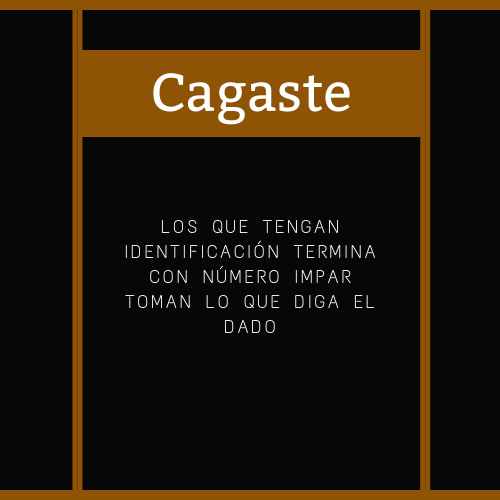 Cagaste
LOS QUE TENGAN
IDENTIFICACIÓN TERMINA
CON NÚMERO IMPAR
TOMAN LO QUE DIGA EL
DADO